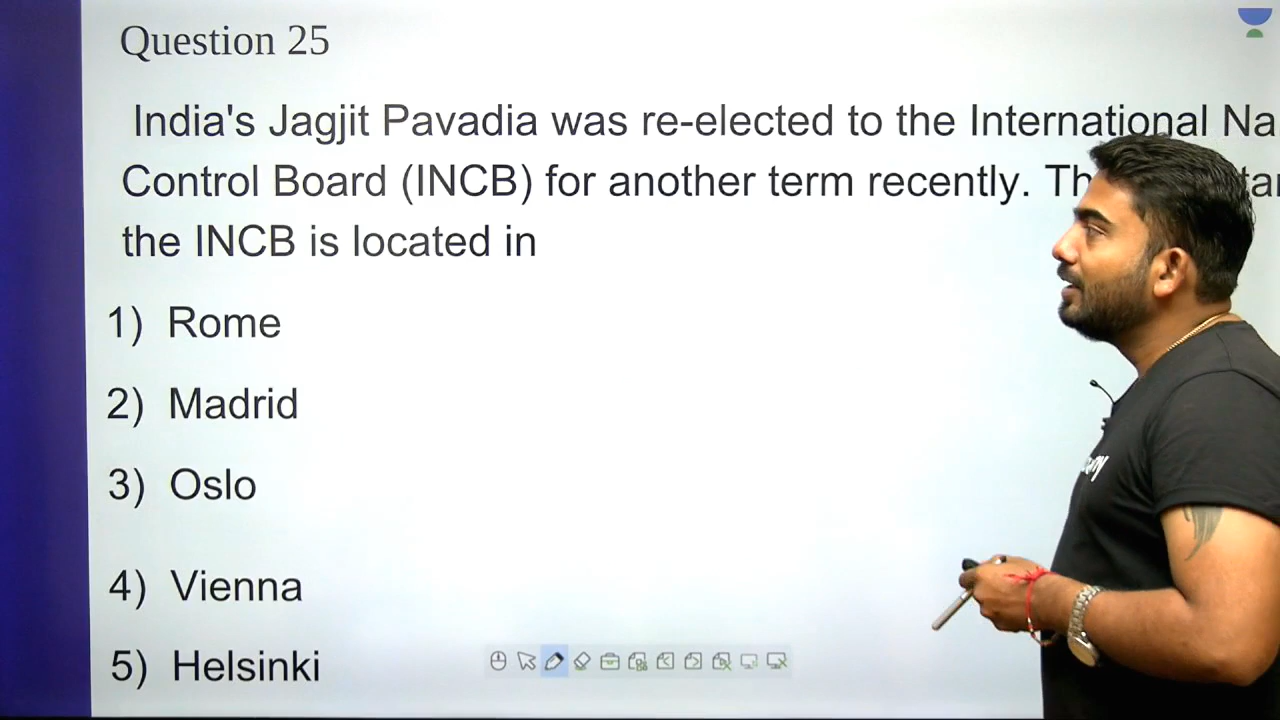 Question 25
India's Jagjit Pavadia was re-elected to the International Na
Control Board (INCB) for another term recently. Th
the INCB is located in
1) Rome
2) Madrid
3) Oslo
4) Vienna
5) Helsinki